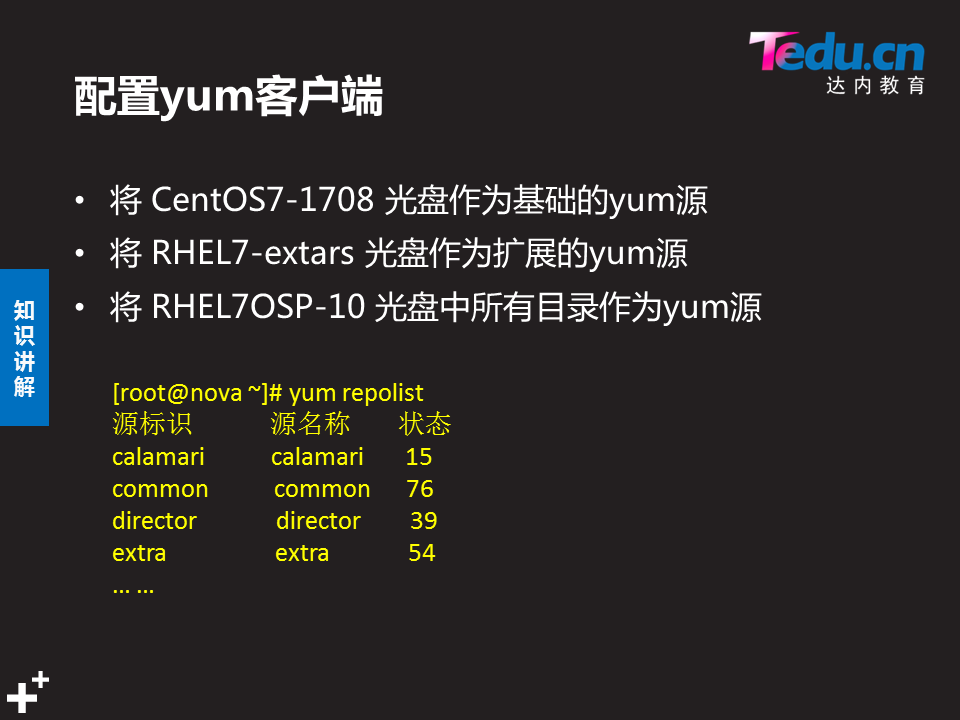 Tedu.cn
达内教育
配置yum客户端
• 将 CentOS7-1708 光盘作为基础的yum源
• 将 RHEL7-extars 光盘作为扩展的yum源
• 将 RHEL7OSP-10 光盘中所有目录作为yum源
知识讲解
[root@nova ~]# yum repolist
源标识 源名称 状态
calamari calamari 15
common common 76
director director 39
extra extra 54
... ...